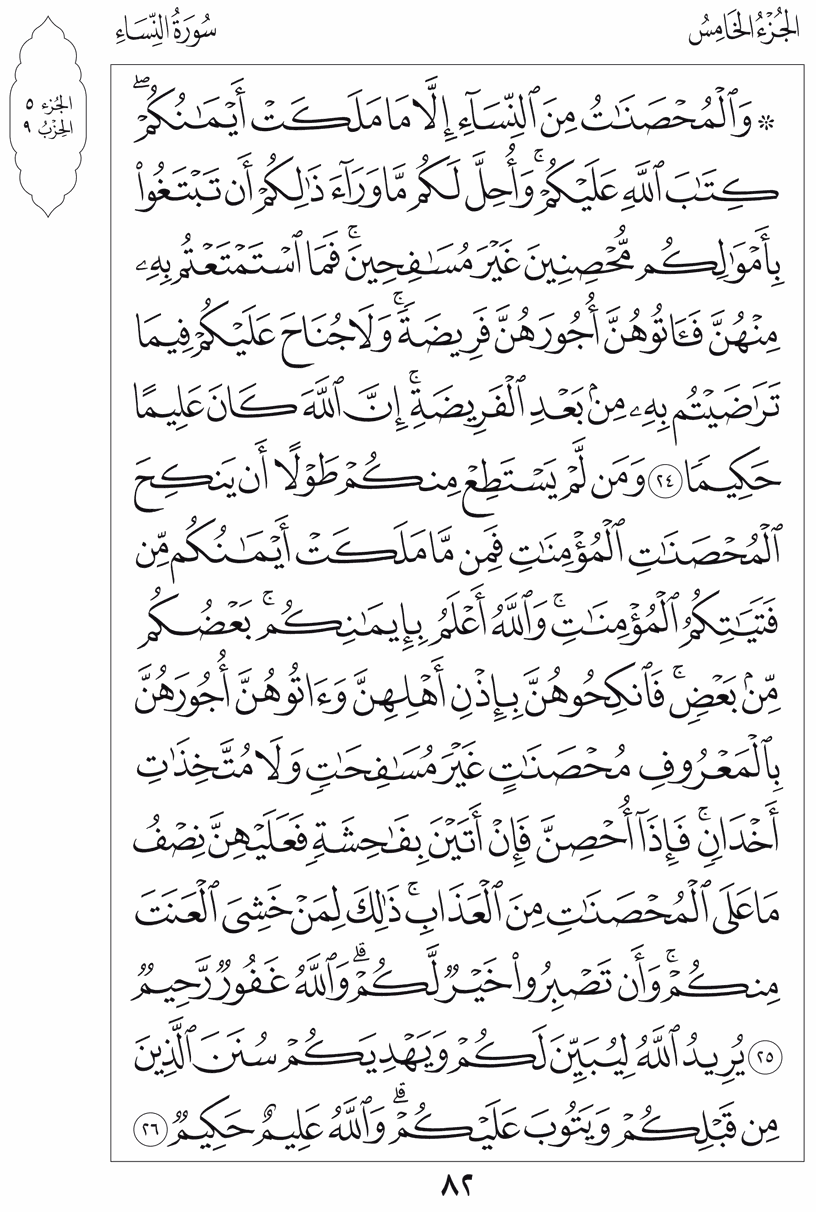 الجُزْءُ الخَامِسُ
سُورَةُ النِّسَاءِ
الجزء ٥
الحِزْبُ ٩
۞ وَٱلْمُحْصَنَٰتُ مِنَ ٱلنِّسَآءِ إِلَّا مَا مَلَكَتْ أَيْمَٰنُكُمْۖ
كِتَٰبَ ٱللَّهِ عَلَيْكُمْۚ وَأُحِلَّ لَكُم مَّا وَرَآءَ ذَٰلِكُمْ أَن تَبْتَغُوا۟
بِأَمْوَٰلِكُم مُّحْصِنِينَ غَيْرَ مُسَٰفِحِينَۚ فَمَا ٱسْتَمْتَعْتُم بِهِۦ
مِنْهُنَّ فَـَٔاتُوهُنَّ أُجُورَهُنَّ فَرِيضَةًۚ وَلَا جُنَاحَ عَلَيْكُمْ فِيمَا
تَرَٰضَيْتُم بِهِۦ مِنۢ بَعْدِ ٱلْفَرِيضَةِۚ إِنَّ ٱللَّهَ كَانَ عَلِيمًا
حَكِيمًا ٢٤ وَمَن لَّمْ يَسْتَطِعْ مِنكُمْ طَوْلًا أَن يَنكِحَ
ٱلْمُحْصَنَٰتِ ٱلْمُؤْمِنَٰتِ فَمِن مَّا مَلَكَتْ أَيْمَٰنُكُم مِّن
فَتَيَٰتِكُمُ ٱلْمُؤْمِنَٰتِۚ وَٱللَّهُ أَعْلَمُ بِإِيمَٰنِكُمۚ بَعْضُكُم
مِّنۢ بَعْضٍۚ فَٱنكِحُوهُنَّ بِإِذْنِ أَهْلِهِنَّ وَءَاتُوهُنَّ أُجُورَهُنَّ
بِٱلْمَعْرُوفِ مُحْصَنَٰتٍ غَيْرَ مُسَٰفِحَٰتٍ وَلَا مُتَّخِذَٰتِ
أَخْدَانٍۚ فَإِذَآ أُحْصِنَّ فَإِنْ أَتَيْنَ بِفَٰحِشَةٍ فَعَلَيْهِنَّ نِصْفُ
مَا عَلَى ٱلْمُحْصَنَٰتِ مِنَ ٱلْعَذَابِۚ ذَٰلِكَ لِمَنْ خَشِىَ ٱلْعَنَتَ
مِنكُمْۚ وَأَن تَصْبِرُوا۟ خَيْرٌ لَّكُمْۗ وَٱللَّهُ غَفُورٌ رَّحِيمٌ
٢٥ يُرِيدُ ٱللَّهُ لِيُبَيِّنَ لَكُمْ وَيَهْدِيَكُمْ سُنَنَ ٱلَّذِينَ
مِن قَبْلِكُمْ وَيَتُوبَ عَلَيْكُمْۗ وَٱللَّهُ عَلِيمٌ حَكِيمٌ ٢٦
٨٢